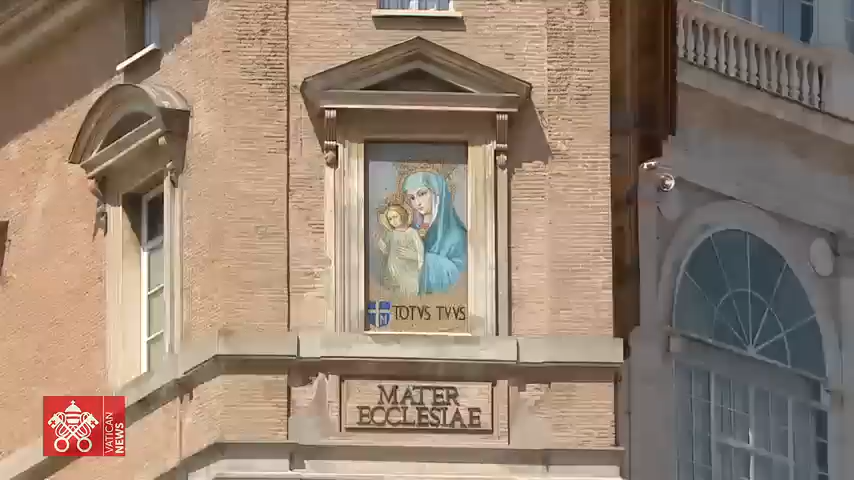 TOTVS TVVS
MATER
ECCLESIAE
VATICAN
NEWS